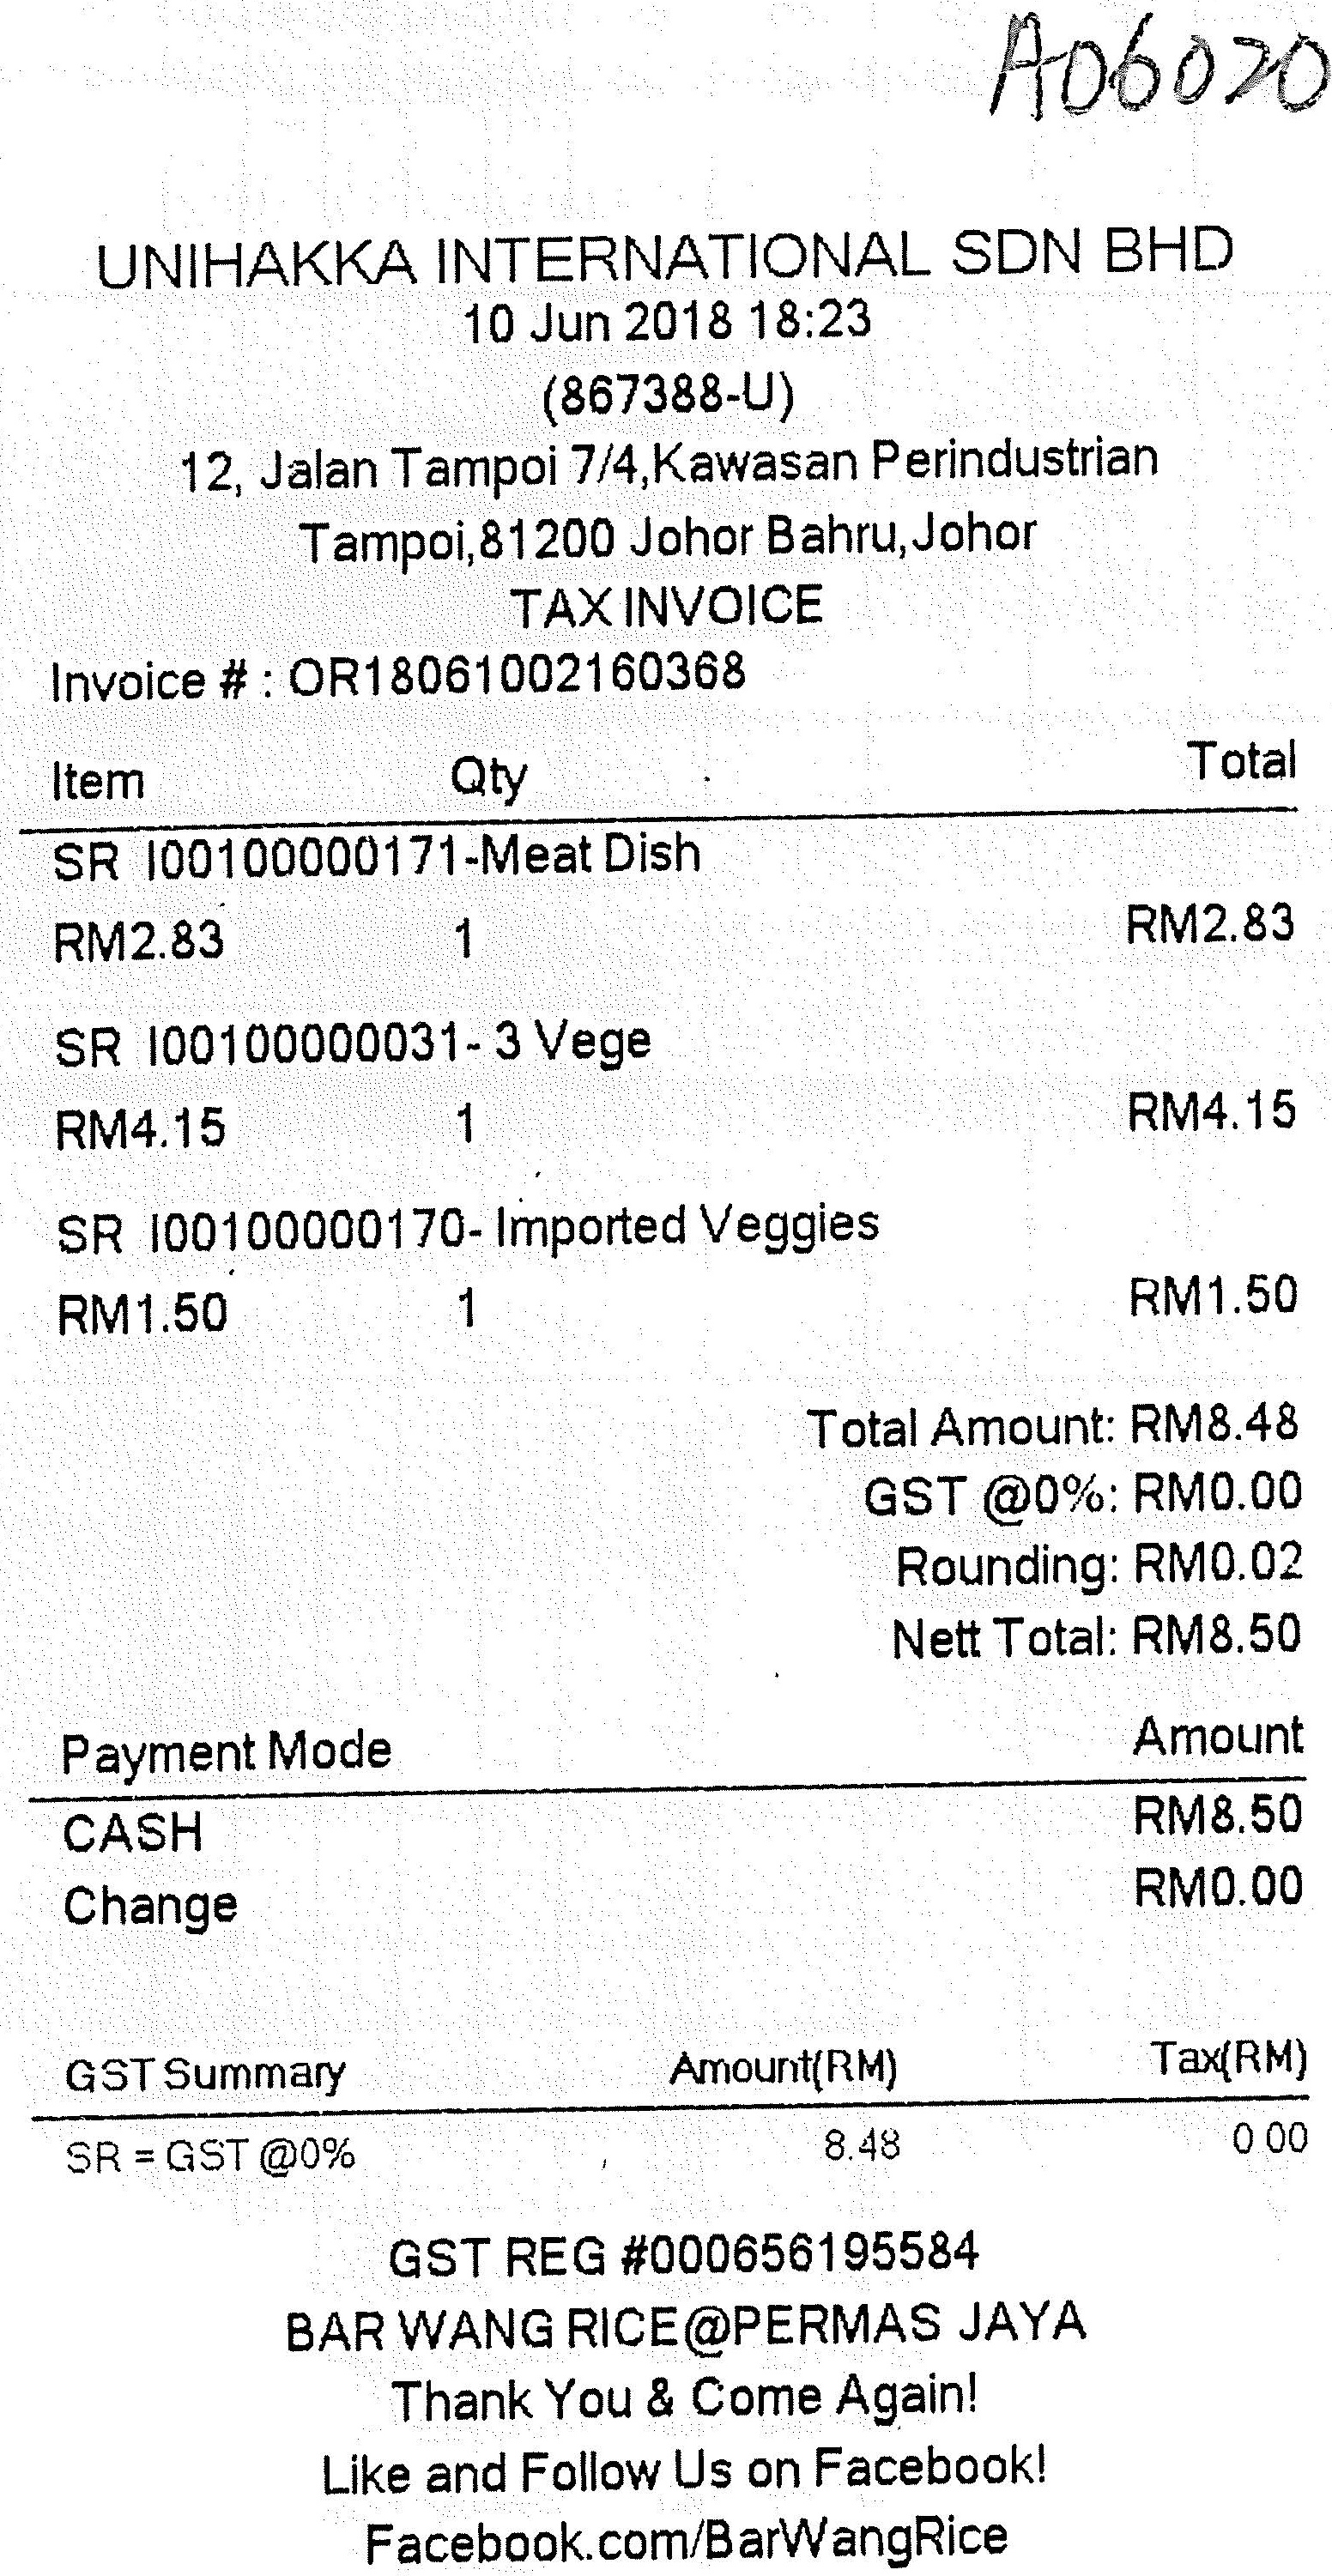 A06020
UNIHAKKA INTERNATIONAL SDN BHD
10 Jun 2018 18:23
(867388-U)
12, Jalan Tampoi 7/4,Kawasan Perindustrian
Tampoi,81200 Johor Bahru,Johor
TAX INVOICE
Invoice # : OR18061002160368
Item Qty Total
SR I00100000171-Meat Dish
RM2.83 1 RM2.83
SR I00100000031- 3 Vege
RM4.15 1 RM4.15
SR I00100000170- Imported Veggies
RM1.50 1 RM1.50
Total Amount: RM8.48
GST @0%: RM0.00
Rounding: RM0.02
Nett Total: RM8.50
Payment Mode Amount
CASH RM8.50
Change RM0.00
GST Summary Amount(RM) Tax(RM)
SR = GST @0% 8.48 0 00
GST REG #000656195584
BAR WANG RICE@PERMAS JAYA
Thank You & Come Again!
Like and Follow Us on Facebook!
Facebook.com/BarWangRice